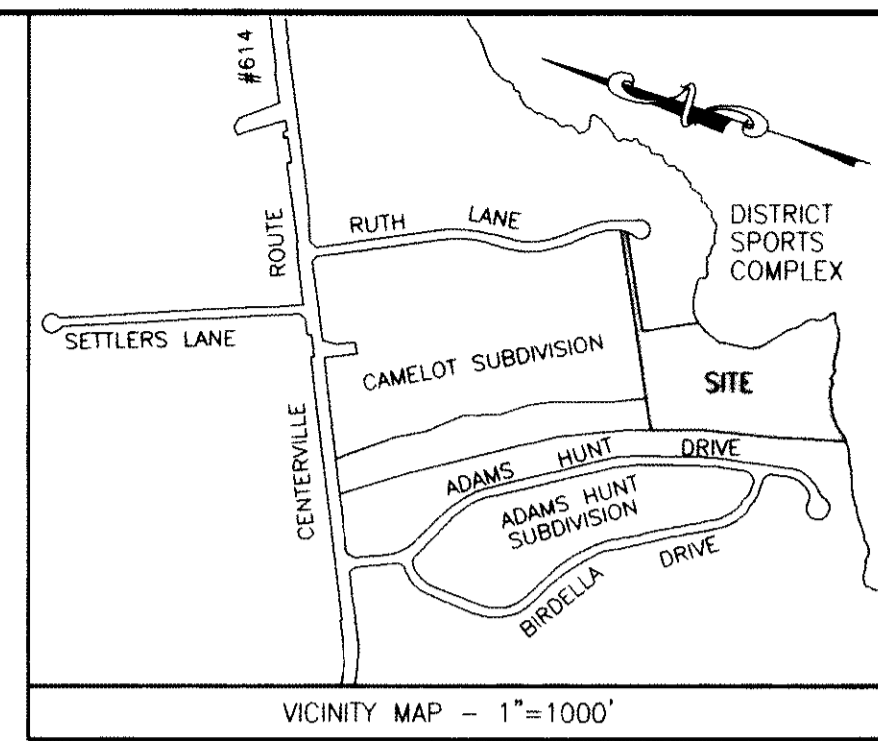 #614
ROUTE
CENTERVILLE
RUTH LANE
DISTRICT
SPORTS
COMPLEX
SETTLERS LANE
CAMELOT SUBDIVISION
SITE
ADAMS HUNT DRIVE
ADAMS HUNT
SUBDIVISION
BIRDELLA DRIVE
VICINITY MAP - 1"=1000'